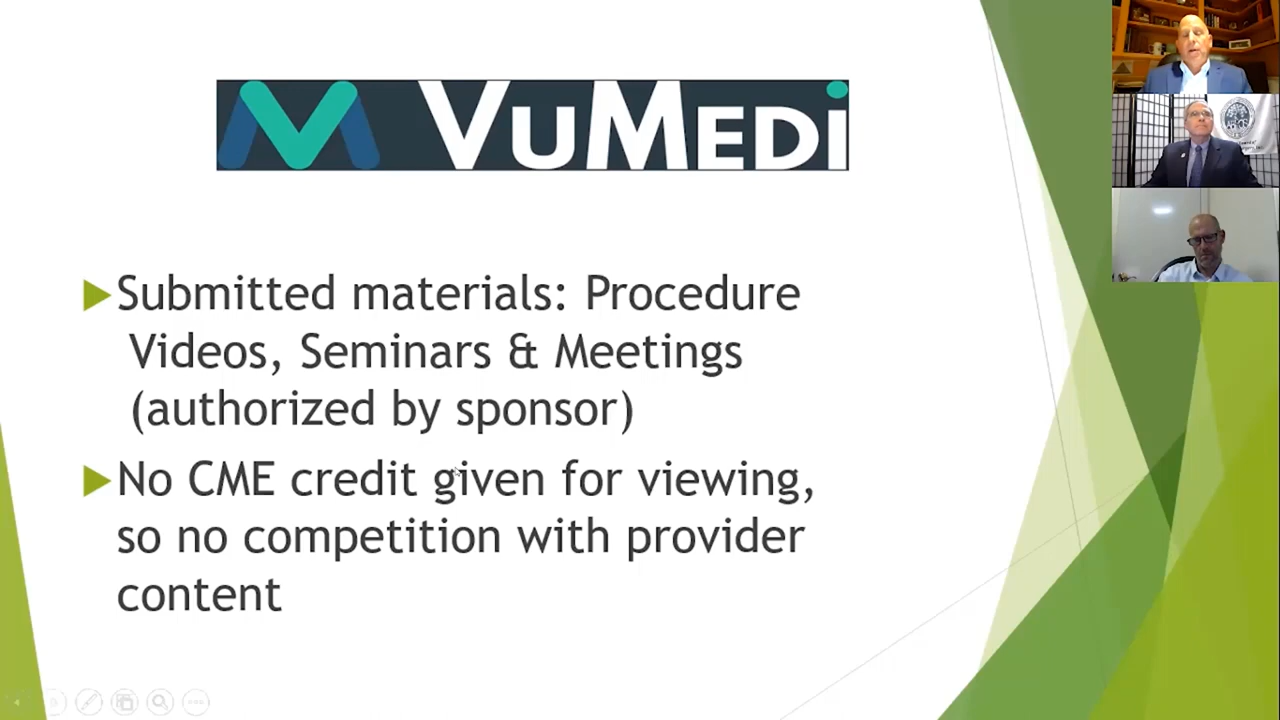 VUMEDI
Submitted materials: Procedure
Videos, Seminars & Meetings
(authorized by sponsor)
No CME credit given for viewing,
so no competition with provider
content